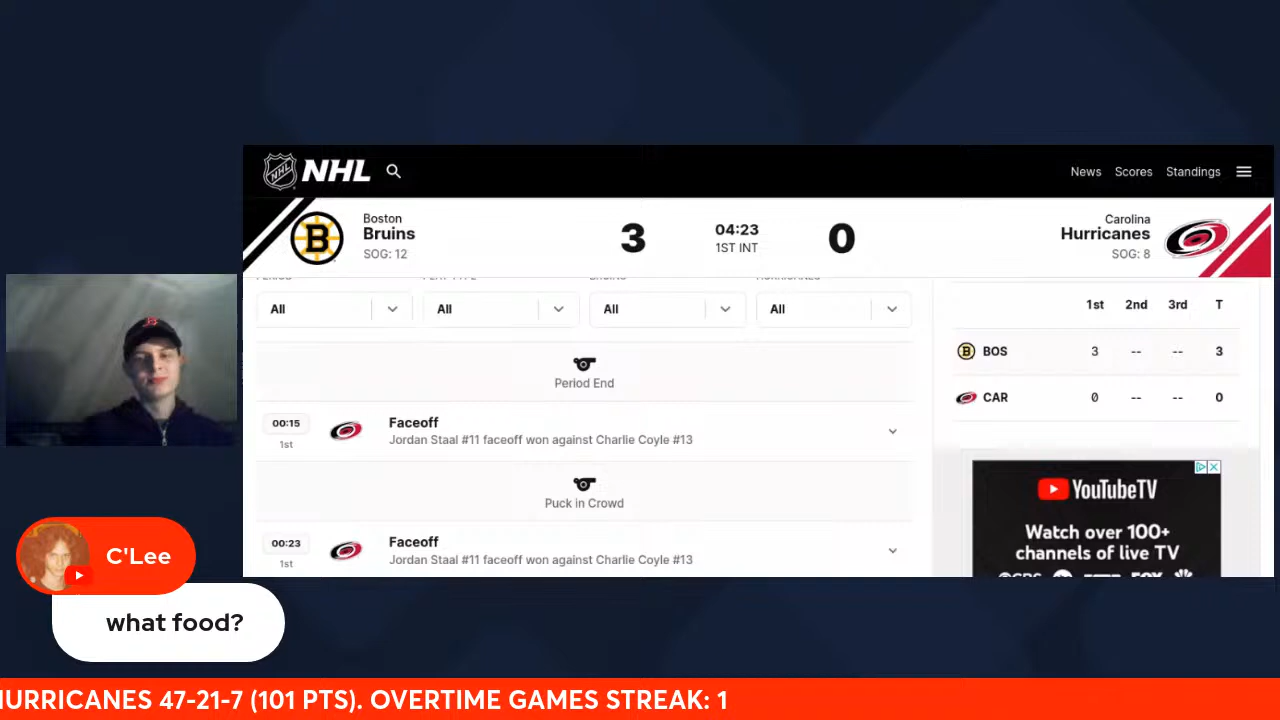 NHL
News Scores Standings
Boston
Bruins
SOG: 12
3
04:23
1ST INT
0
Carolina
Hurricanes
SOG: 8
All
All
All
All
Period End
00:15
1st
Faceoff
Jordan Staal #11 faceoff won against Charlie Coyle #13
Puck in Crowd
00:23
1st
Faceoff
Jordan Staal #11 faceoff won against Charlie Coyle #13
1st 2nd 3rd T
BOS 3 -- -- 3
CAR 0 -- -- 0
YouTubeTV
Watch over 100+
channels of live TV
C'Lee
what food?
HURRICANES 47-21-7 (101 PTS). OVERTIME GAMES STREAK: 1